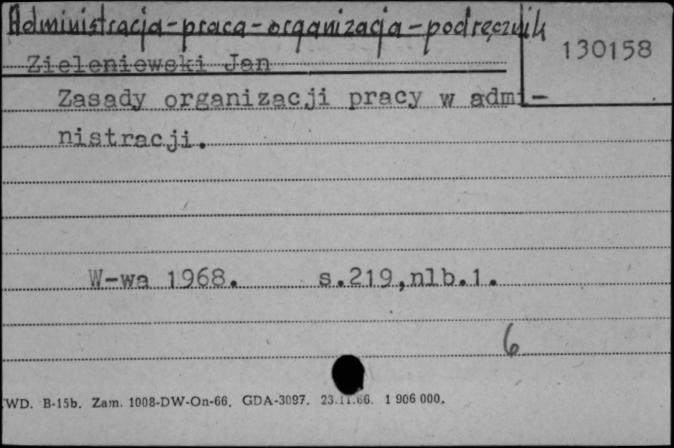 Administracja-praca-organizacja-podręcznik
130158
Zieleniewski Jan
Zasady organizacji pracy w admi-
nistracji.
W-wa 1968. s.219,nlb.1.
6
WD. B-15b. Zam. 1008-DW-On-66. GDA-3097. 23.11.66. 1 906 000.